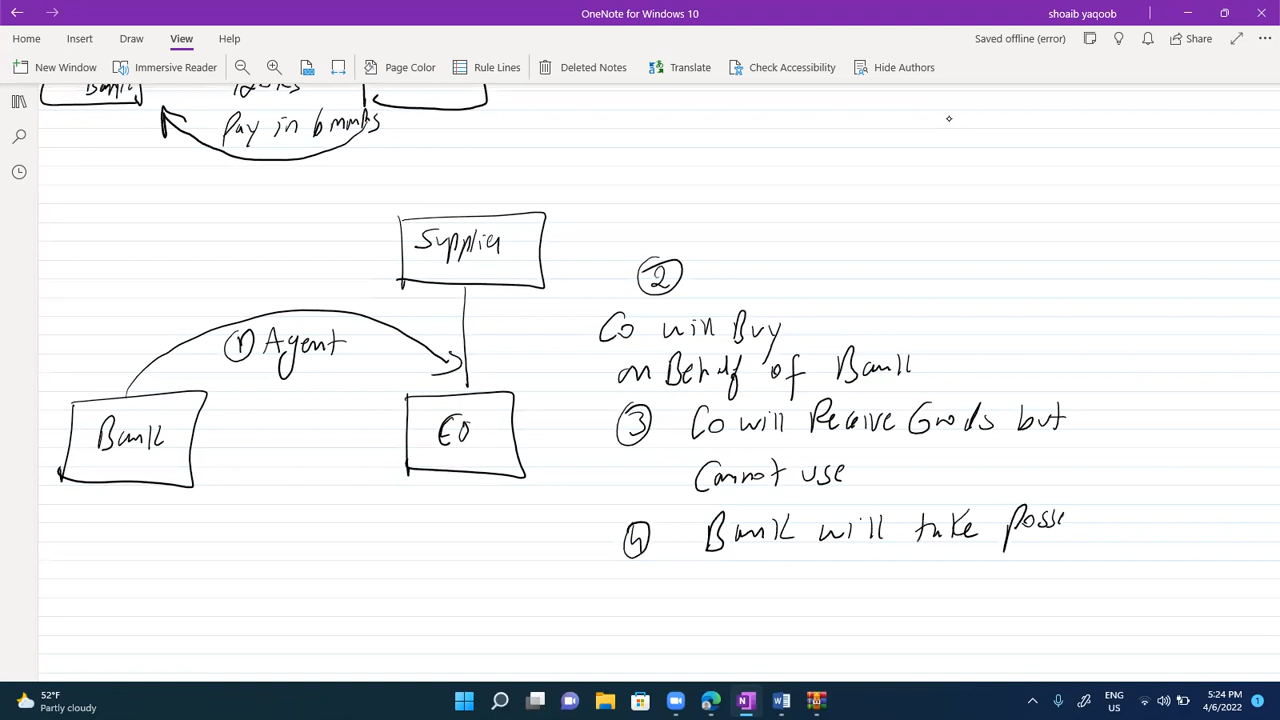 OneNote for Windows 10
shoaib yaqoob
Home Insert Draw View Help
Saved offline (error)
Share
New Window
Immersive Reader
Page Color
Rule Lines
Deleted Notes
Translate
Check Accessibility
Hide Authors
Bank
Pay in 6 months
Supplier
① Agent
Bank
CO
②
Co will Buy
on Behalf of Bank
③ Co will Receive Goods but
Cannot use
④ Bank will take posse
52°F
Partly cloudy
ENG
US
5:24 PM
4/6/2022
1